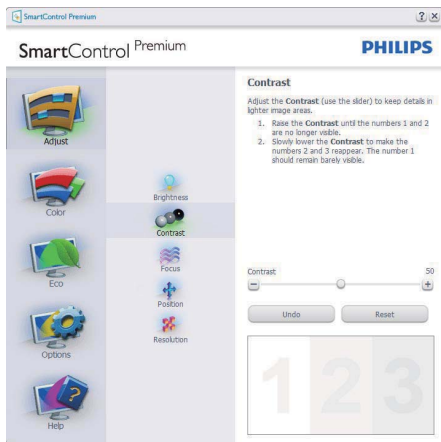 SmartControl Premium
? x
SmartControl Premium
PHILIPS
Adjust
Color
Eco
Options
Help
Brightness
Contrast
Focus
Position
Resolution
Contrast
Adjust the Contrast (use the slider) to keep details in
lighter image areas.
1. Raise the Contrast until the numbers 1 and 2
are no longer visible.
2. Slowly lower the Contrast to make the
numbers 2 and 3 reappear. The number 1
should remain barely visible.
Contrast 50
Undo Reset
1 2 3